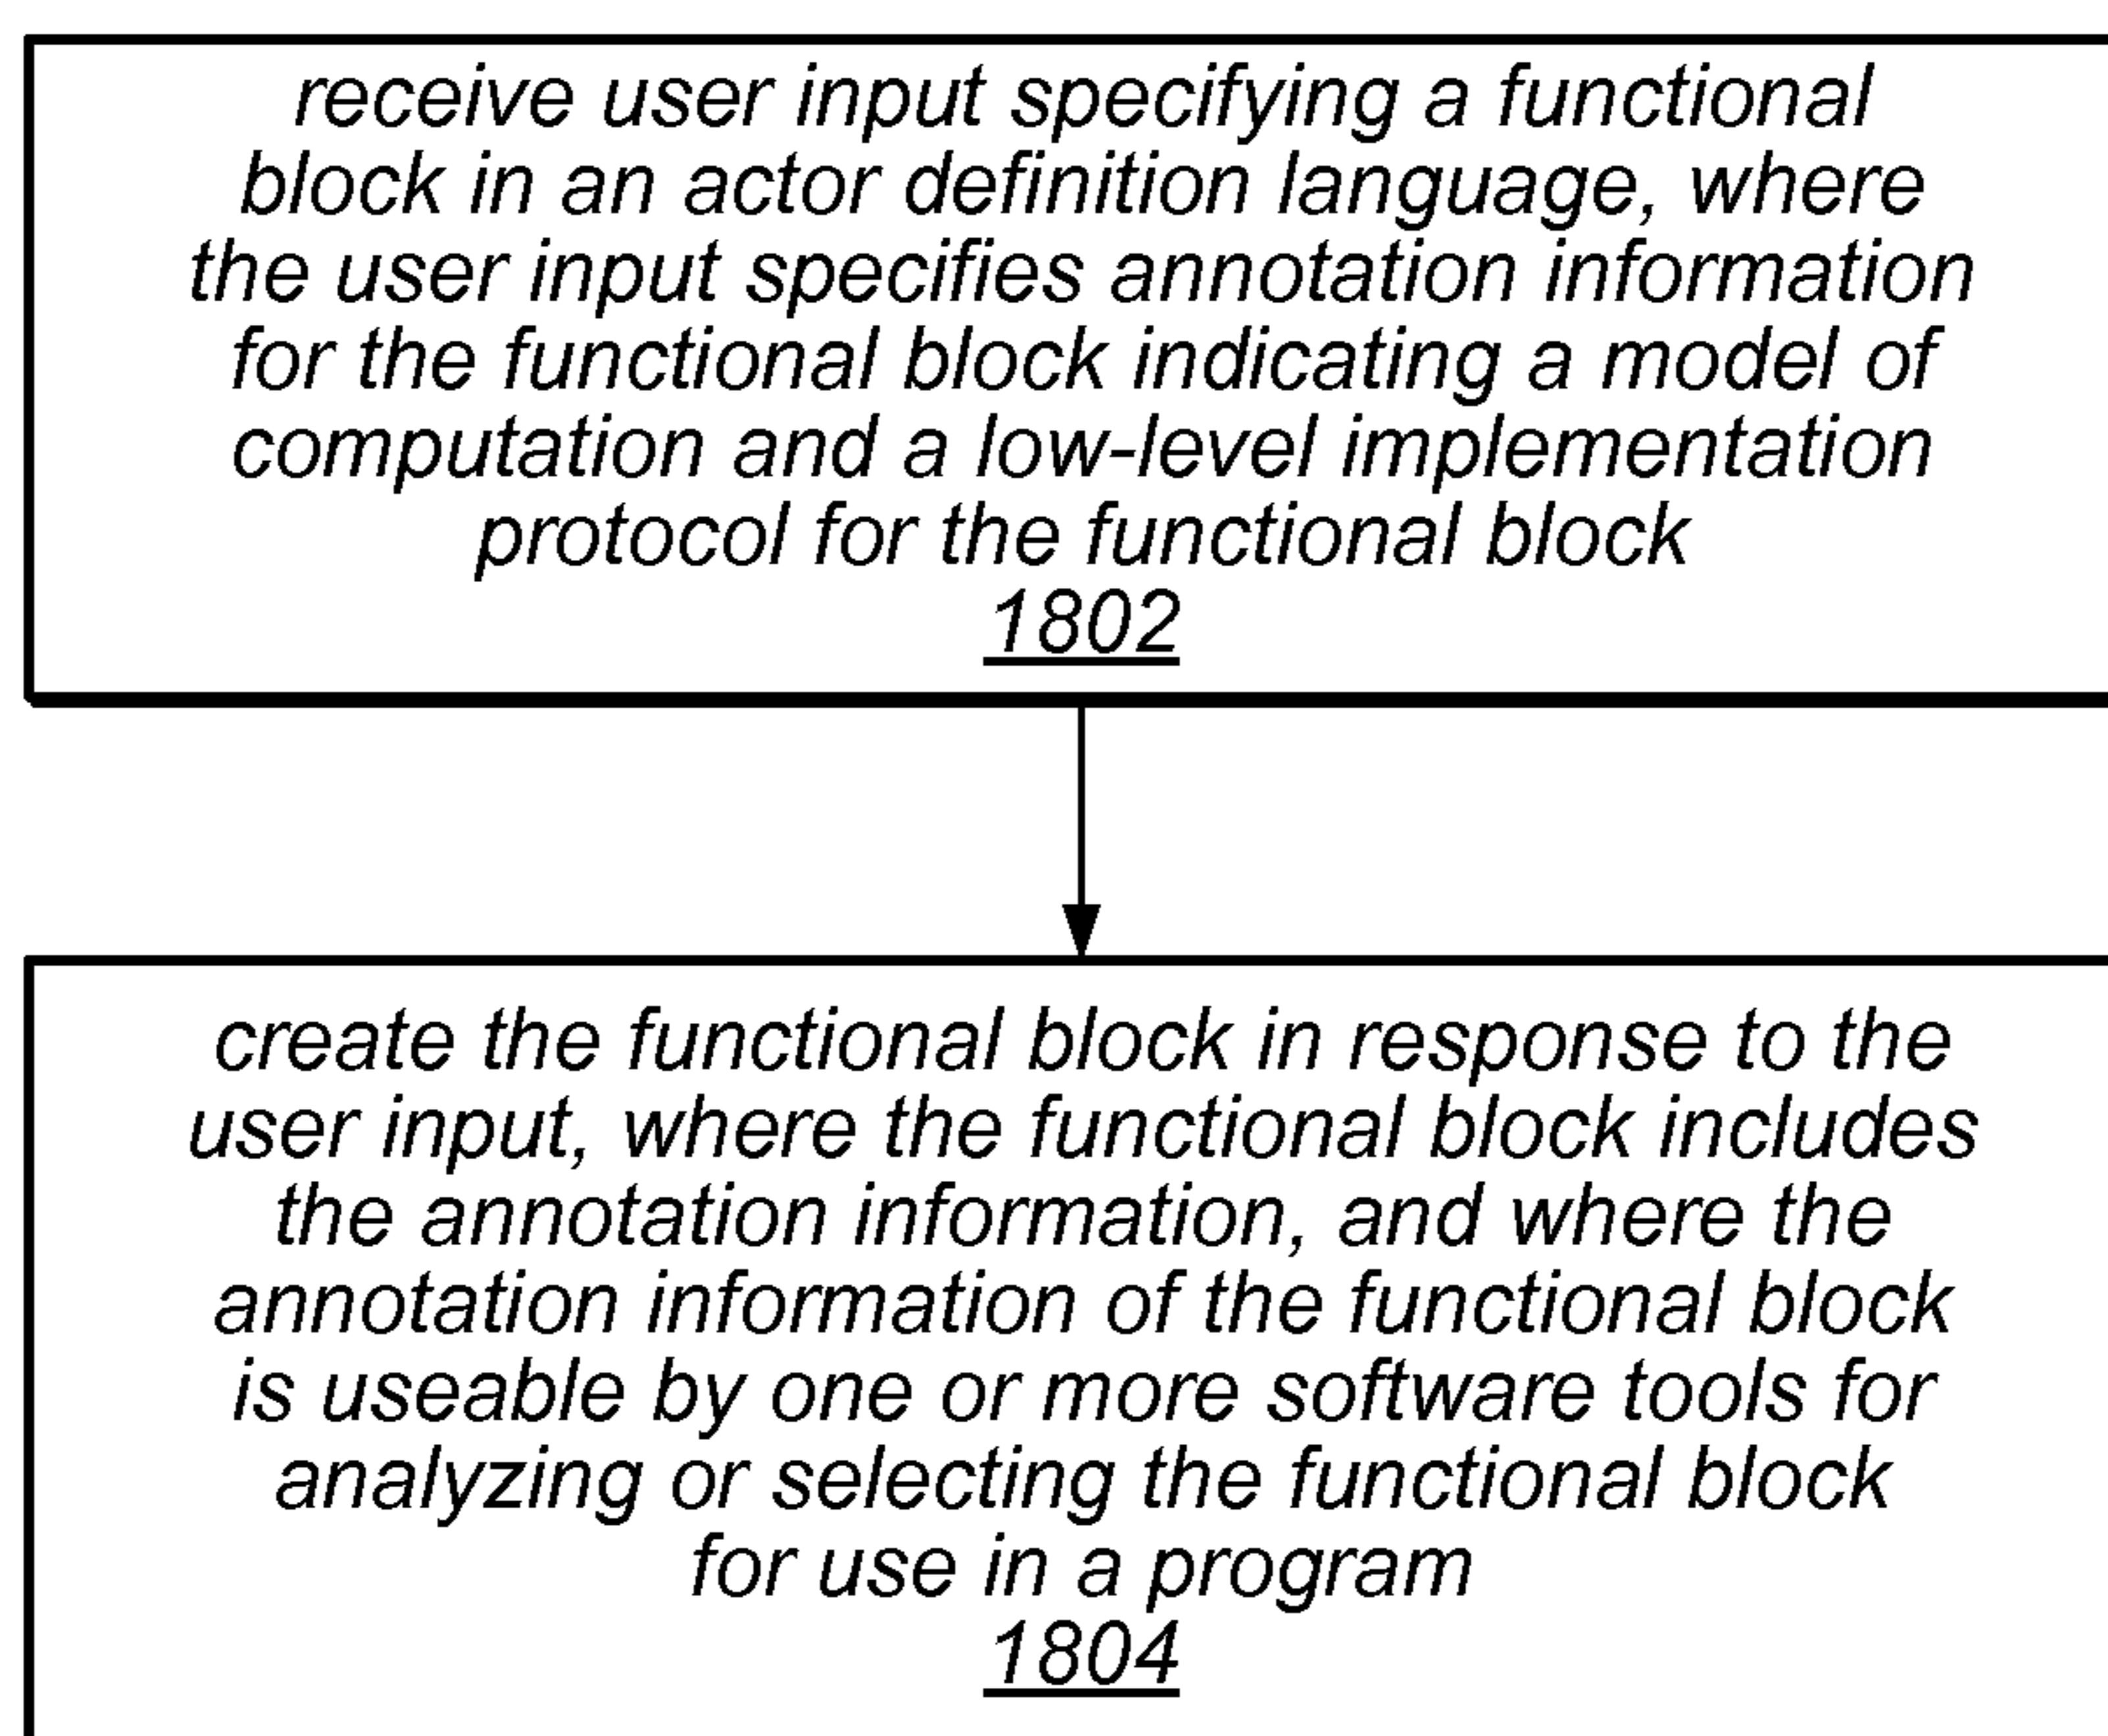 receive user input specifying a functional
block in an actor definition language, where
the user input specifies annotation information
for the functional block indicating a model of
computation and a low-level implementation
protocol for the functional block
1802
create the functional block in response to the
user input, where the functional block includes
the annotation information, and where the
annotation information of the functional block
is useable by one or more software tools for
analyzing or selecting the functional block
for use in a program
1804